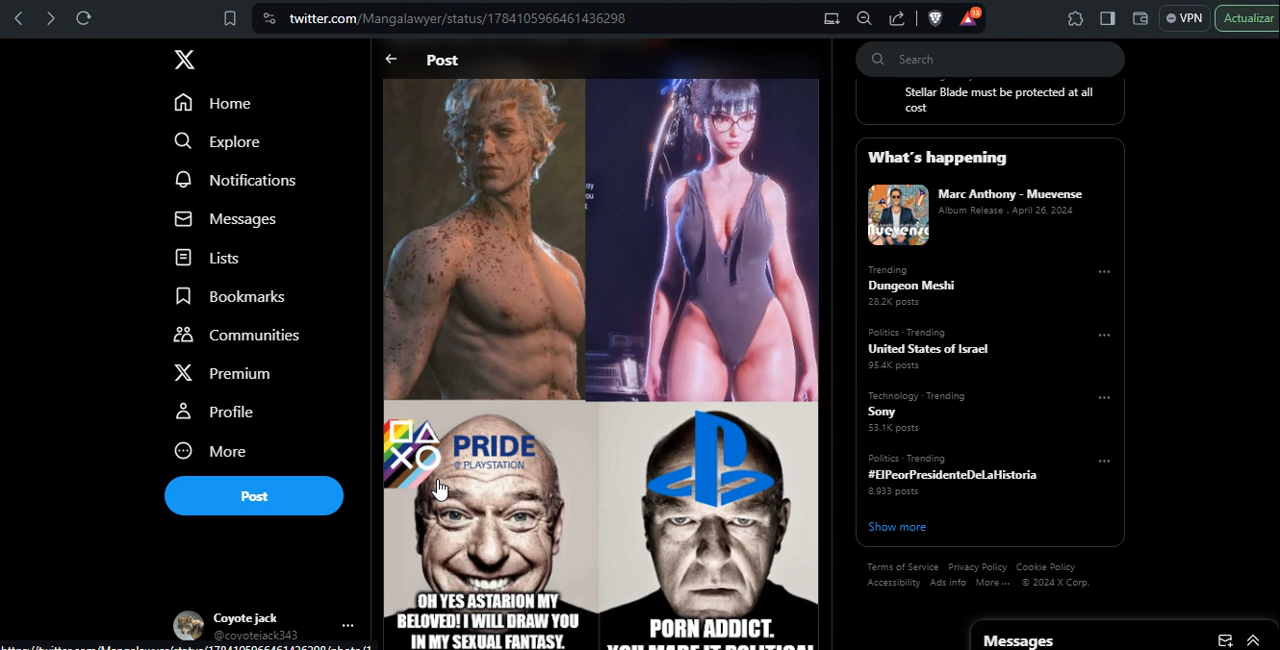 twitter.com/Mangalawyer/status/1784105966461436298
13
VPN
Actualizar
Home
Explore
Notifications
Messages
Lists
Bookmarks
Communities
Premium
Profile
More
Post
Coyote jack
@coyotejack343
Post
PRIDE
@ PLAYSTATION
OH YES ASTARION MY
BELOVED! I WILL DRAW YOU
IN MY SEXUAL FANTASY.
PORN ADDICT.
YOU MADE IT POLITICAL
Search
Stellar Blade must be protected at all
cost
What's happening
Marc Anthony - Muevense
Album Release . April 26, 2024
Trending
Dungeon Meshi
28.2K posts
Politics · Trending
United States of Israel
95.4K posts
Technology · Trending
Sony
53.1K posts
Politics · Trending
#ElPeorPresidenteDeLaHistoria
8,933 posts
Show more
Terms of Service Privacy Policy Cookie Policy
Accessibility Ads info More ··· © 2024 X Corp.
Messages